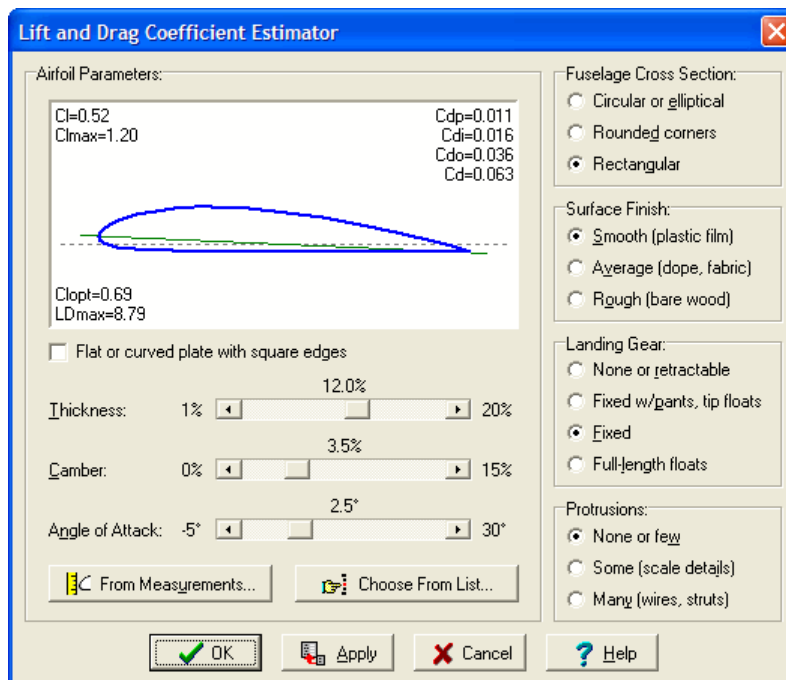 Lift and Drag Coefficient Estimator
Airfoil Parameters:
Cl=0.52
Clmax=1.20
Cdp=0.011
Cdi=0.016
Cdo=0.036
Cd=0.063
Clopt=0.69
LDmax=8.79
Flat or curved plate with square edges
12.0%
Thickness: 1% 20%
3.5%
Camber: 0% 15%
2.5°
Angle of Attack: -5° 30°
From Measurements...
Choose From List...
Fuselage Cross Section:
Circular or elliptical
Rounded corners
Rectangular
Surface Finish:
Smooth (plastic film)
Average (dope, fabric)
Rough (bare wood)
Landing Gear:
None or retractable
Fixed w/pants, tip floats
Fixed
Full-length floats
Protrusions:
None or few
Some (scale details)
Many (wires, struts)
OK
Apply
Cancel
Help